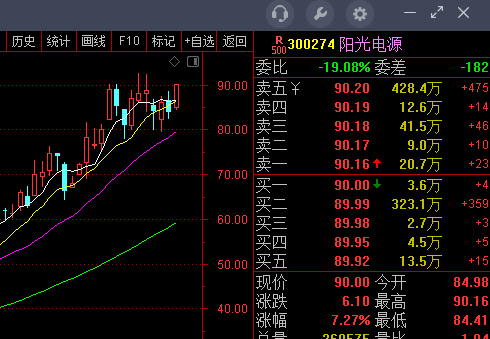 历史 统计 画线 F10 标记 +自选 返回
R 500 300274 阳光电源
委比 -19.08% 委差 -182
卖五 ¥ 90.20 428.4万 +475
卖四 90.19 12.6万 +14
卖三 90.18 41.5万 +46
卖二 90.17 9.0万 +10
卖一 90.16 20.7万 +23
买一 90.00 3.6万 +4
买二 89.99 323.1万 +359
买三 89.98 2.7万 +3
买四 89.95 4.5万 +5
买五 89.92 13.5万 +15
现价 90.00 今开 84.98
涨跌 6.10 最高 90.16
涨幅 7.27% 最低 84.41
90.00
80.00
70.00
60.00
50.00
40.00